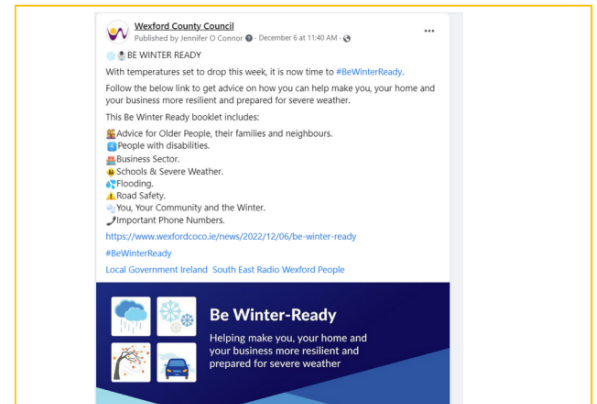 Wexford County Council
Published by Jennifer O Connor · December 6 at 11:40 AM ·
BE WINTER READY
With temperatures set to drop this week, it is now time to #BeWinterReady.
Follow the below link to get advice on how you can help make you, your home and
your business more resilient and prepared for severe weather.
This Be Winter Ready booklet includes:
Advice for Older People, their families and neighbours.
People with disabilities.
Business Sector.
Schools & Severe Weather.
Flooding.
Road Safety.
You, Your Community and the Winter.
Important Phone Numbers.
https://www.wexfordcoco.ie/news/2022/12/06/be-winter-ready
#BeWinterReady
Local Government Ireland South East Radio Wexford People
Be Winter-Ready
Helping make you, your home and
your business more resilient and
prepared for severe weather